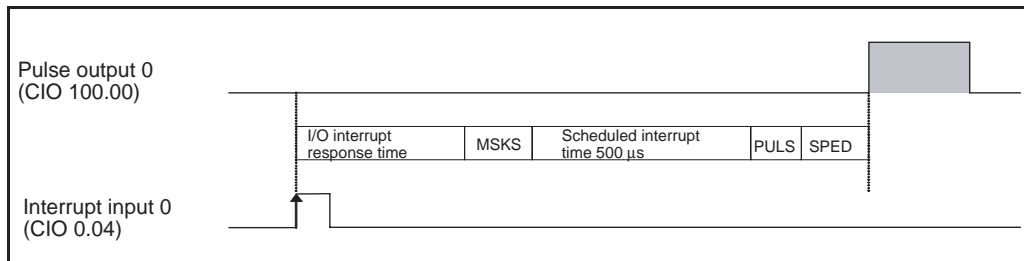 Pulse output 0
(CIO 100.00)
I/O interrupt
response time
MSKS
Scheduled interrupt
time 500 µs
PULS
SPED
Interrupt input 0
(CIO 0.04)